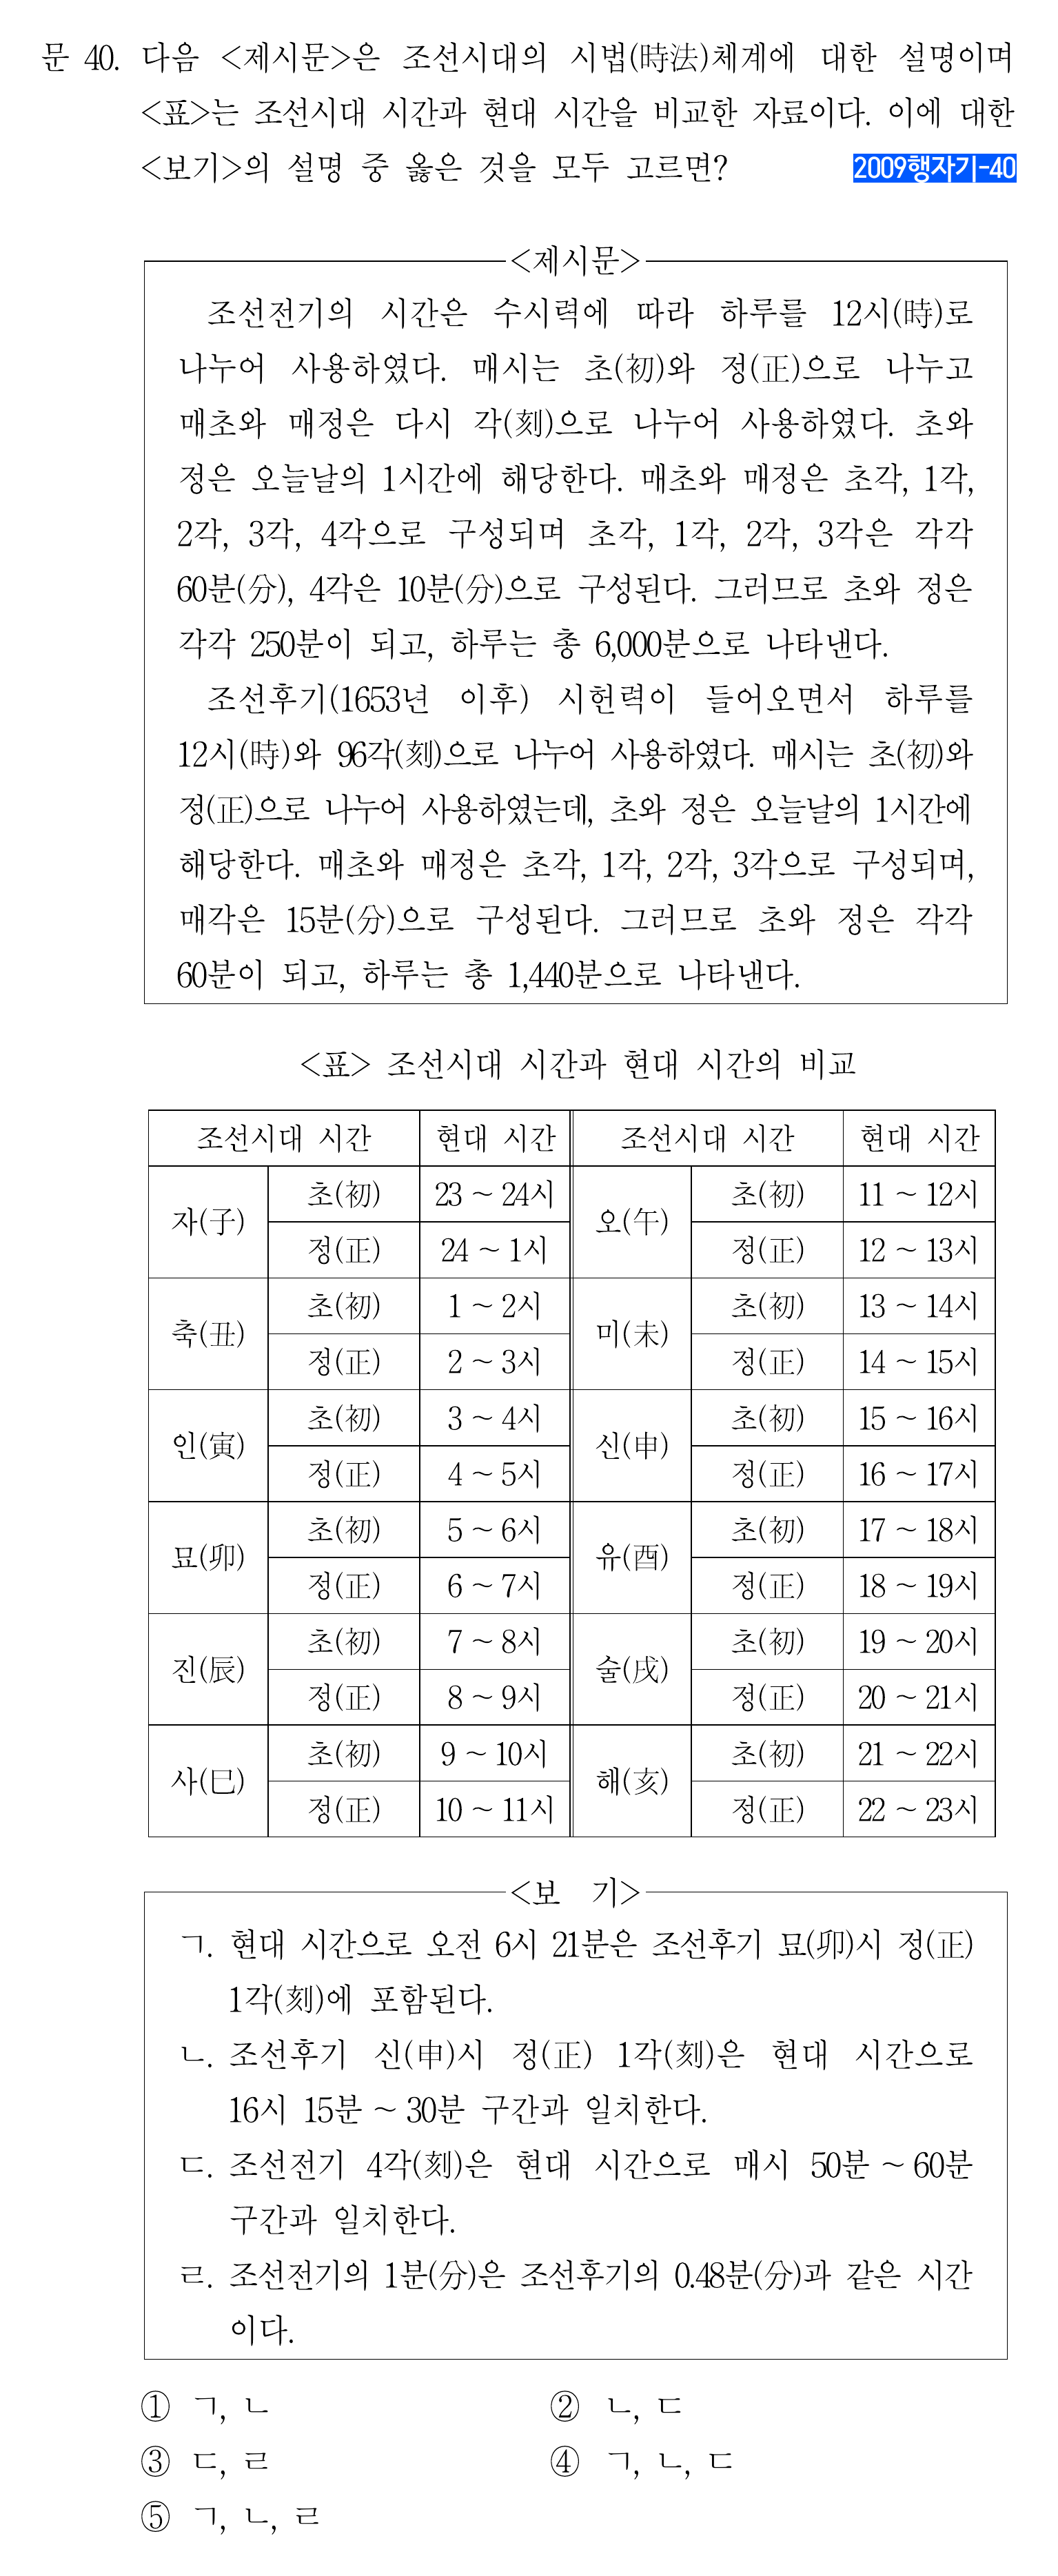 문 40. 다음 <제시문>은 조선시대의 시법(時法)체계에 대한 설명이며
<표>는 조선시대 시간과 현대 시간을 비교한 자료이다. 이에 대한
<보기>의 설명 중 옳은 것을 모두 고르면?
2009행자기-40
<제시문>
조선전기의 시간은 수시력에 따라 하루를 12시(時)로
나누어 사용하였다. 매시는 초(初)와 정(正)으로 나누고
매초와 매정은 다시 각(刻)으로 나누어 사용하였다. 초와
정은 오늘날의 1시간에 해당한다. 매초와 매정은 초각, 1각,
2각, 3각, 4각으로 구성되며 초각, 1각, 2각, 3각은 각각
60분(分), 4각은 10분(分)으로 구성된다. 그러므로 초와 정은
각각 250분이 되고, 하루는 총 6,000분으로 나타낸다.
조선후기(1653년 이후) 시헌력이 들어오면서 하루를
12시(時)와 96각(刻)으로 나누어 사용하였다. 매시는 초(初)와
정(正)으로 나누어 사용하였는데, 초와 정은 오늘날의 1시간에
해당한다. 매초와 매정은 초각, 1각, 2각, 3각으로 구성되며,
매각은 15분(分)으로 구성된다. 그러므로 초와 정은 각각
60분이 되고, 하루는 총 1,440분으로 나타낸다.
<표> 조선시대 시간과 현대 시간의 비교
조선시대 시간 현대 시간 조선시대 시간 현대 시간
자(子) 초(初) 23 ~ 24시 오(午) 초(初) 11 ~ 12시
정(正) 24 ~ 1시 정(正) 12 ~ 13시
축(丑) 초(初) 1 ~ 2시 미(未) 초(初) 13 ~ 14시
정(正) 2 ~ 3시 정(正) 14 ~ 15시
인(寅) 초(初) 3 ~ 4시 신(申) 초(初) 15 ~ 16시
정(正) 4 ~ 5시 정(正) 16 ~ 17시
묘(卯) 초(初) 5 ~ 6시 유(酉) 초(初) 17 ~ 18시
정(正) 6 ~ 7시 정(正) 18 ~ 19시
진(辰) 초(初) 7 ~ 8시 술(戌) 초(初) 19 ~ 20시
정(正) 8 ~ 9시 정(正) 20 ~ 21시
사(巳) 초(初) 9 ~ 10시 해(亥) 초(初) 21 ~ 22시
정(正) 10 ~ 11시 정(正) 22 ~ 23시
<보 기>
ㄱ. 현대 시간으로 오전 6시 21분은 조선후기 묘(卯)시 정(正)
1각(刻)에 포함된다.
ㄴ. 조선후기 신(申)시 정(正) 1각(刻)은 현대 시간으로
16시 15분 ~ 30분 구간과 일치한다.
ㄷ. 조선전기 4각(刻)은 현대 시간으로 매시 50분 ~ 60분
구간과 일치한다.
ㄹ. 조선전기의 1분(分)은 조선후기의 0.48분(分)과 같은 시간
이다.
① ㄱ, ㄴ ② ㄴ, ㄷ
③ ㄷ, ㄹ ④ ㄱ, ㄴ, ㄷ
⑤ ㄱ, ㄴ, ㄹ